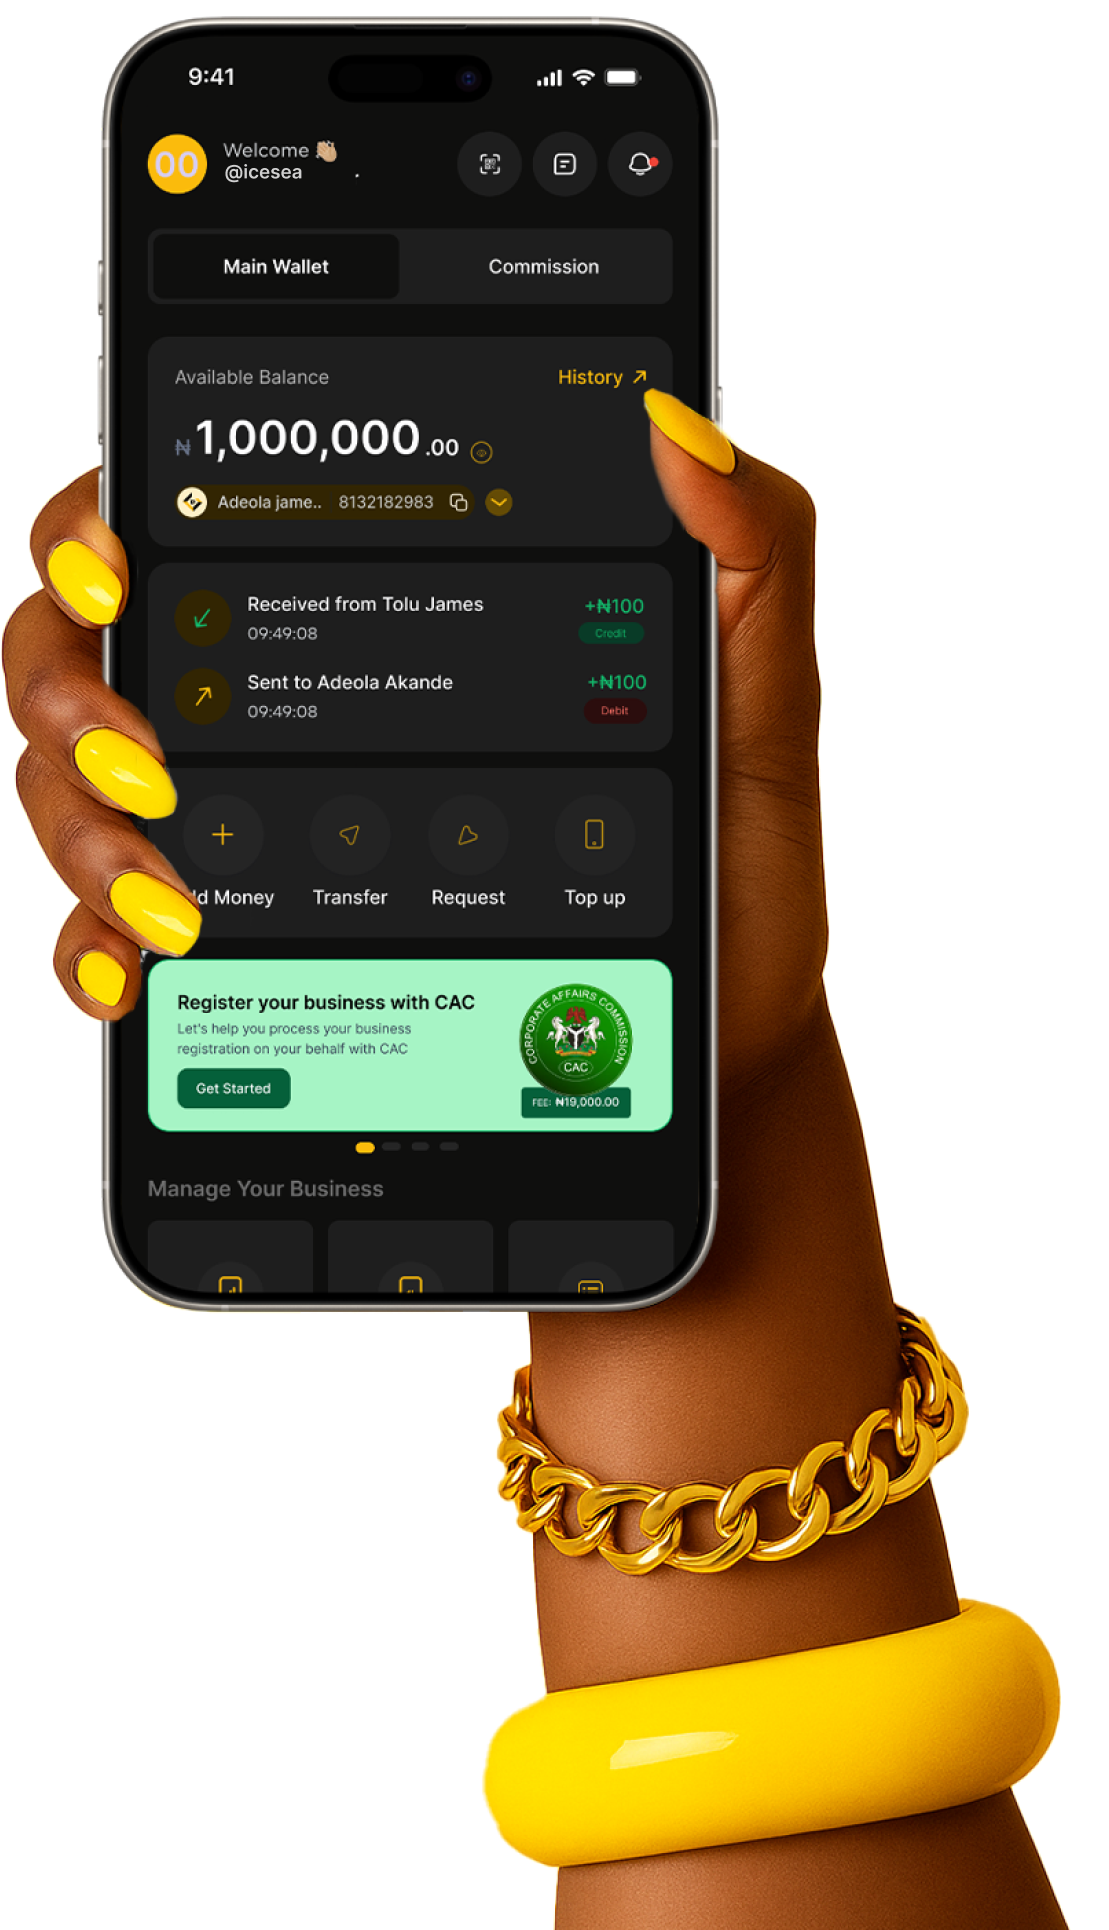 9:41
00
Welcome 👋🏼
@icesea
.
Main Wallet
Commission
Available Balance
History
₦1,000,000.00
Adeola jame..
8132182983
Received from Tolu James
+₦100
09:49:08
Credit
Sent to Adeola Akande
+₦100
09:49:08
Debit
d Money
Transfer
Request
Top up
Register your business with CAC
Let's help you process your business
registration on your behalf with CAC
Get Started
CORPORATE AFFAIRS COMMISSION
CAC
FEE: ₦19,000.00
Manage Your Business